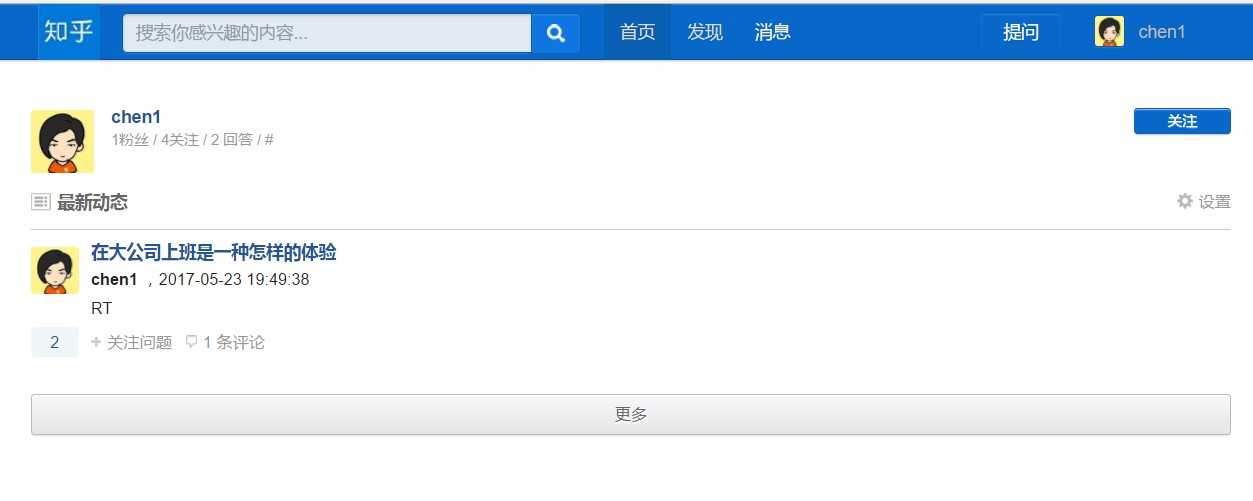 知乎 搜索你感兴趣的内容... 首页 发现 消息 提问 chen1
chen1 关注
1粉丝 / 4关注 / 2 回答 / #
最新动态 设置
在大公司上班是一种怎样的体验
chen1 ，2017-05-23 19:49:38
RT
2 + 关注问题 1 条评论
更多